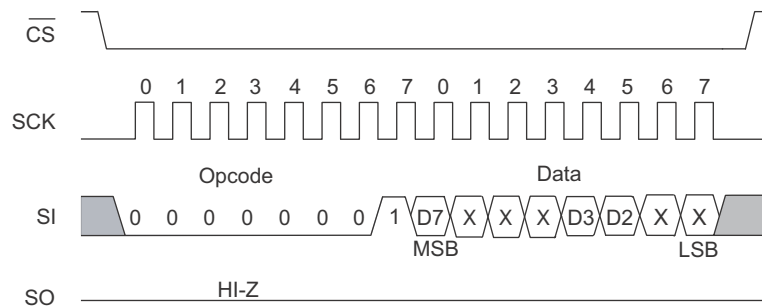 CS
0 1 2 3 4 5 6 7 0 1 2 3 4 5 6 7
SCK
Opcode Data
SI 0 0 0 0 0 0 0 1 D7 X X X D3 D2 X X
MSB LSB
HI-Z
SO